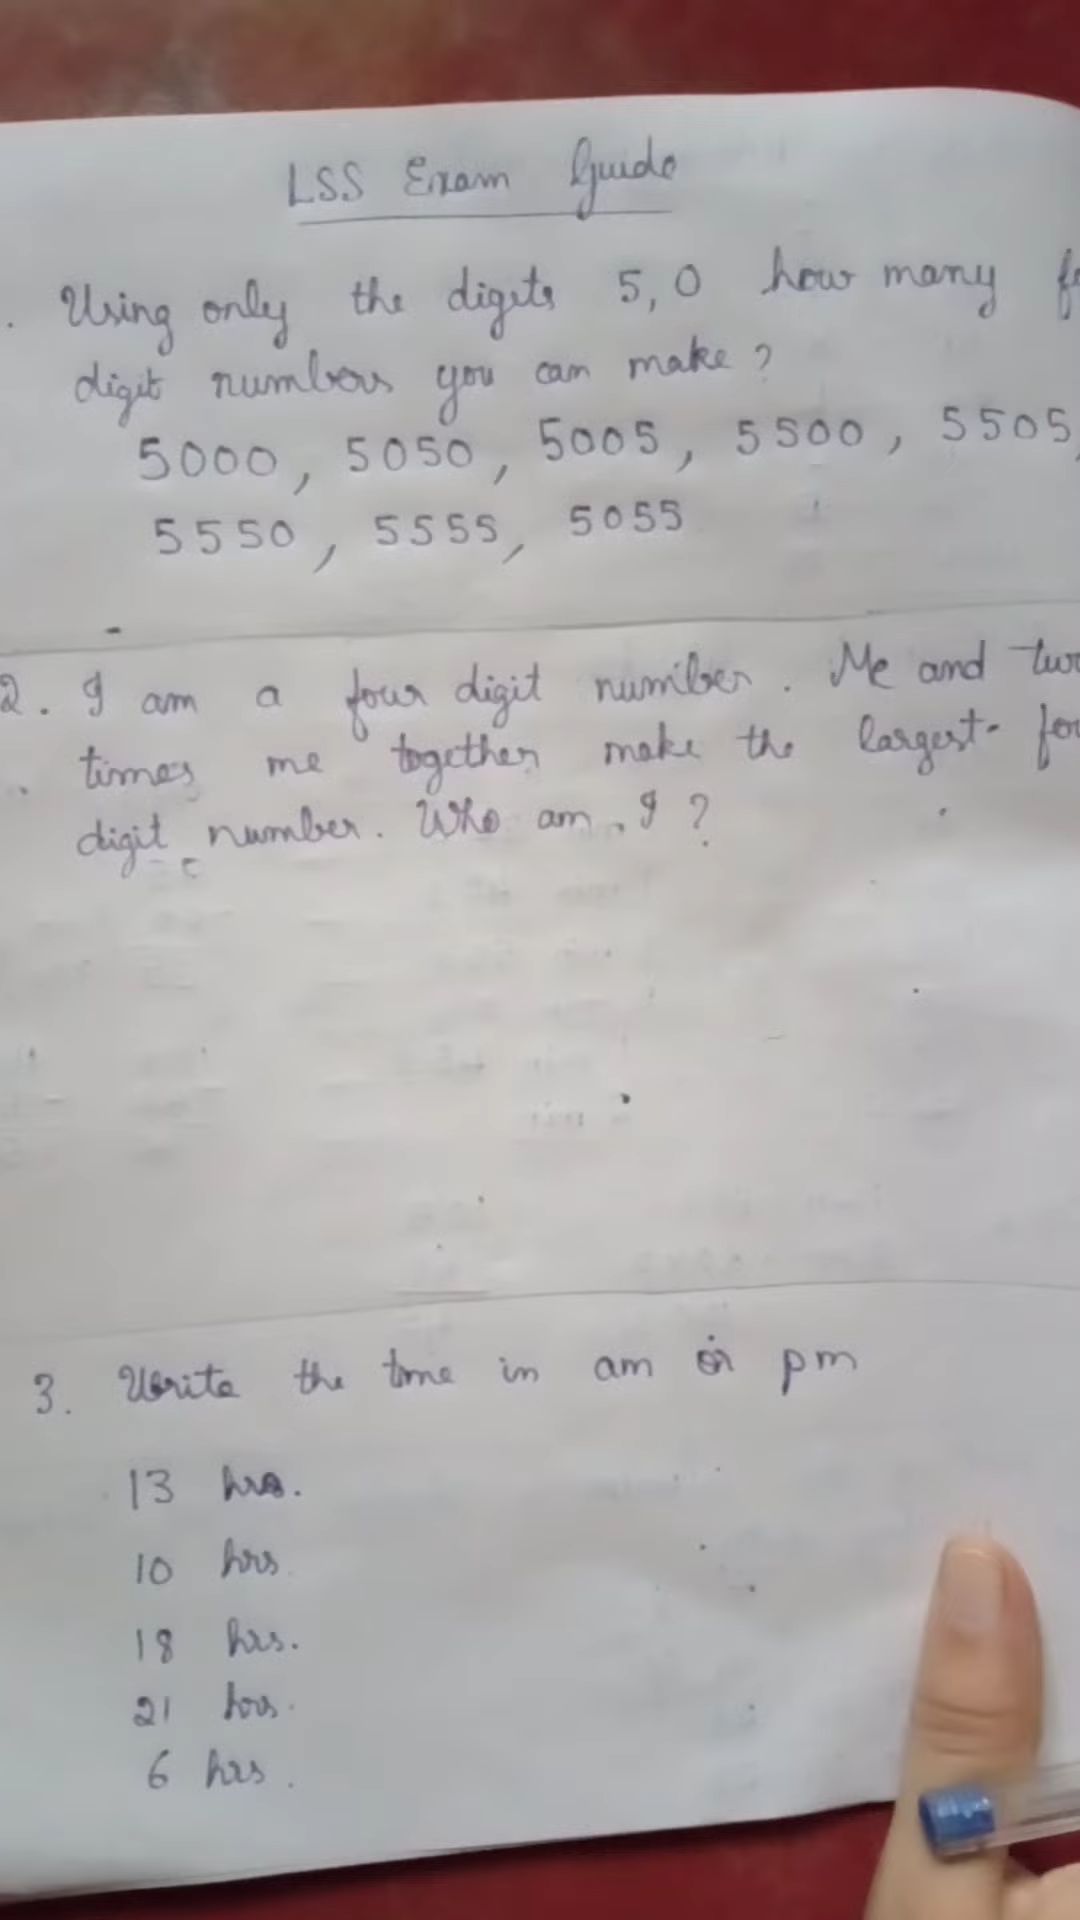 LSS Exam Guide
. Using only the digits 5,0 how many
digit numbers you can make?
5000, 5050, 5005, 5500, 5505,
5550, 5555, 5055
2. I am a four digit number. Me and
times me together make the largest
digit number. Who am I?
3. Write the time in am or pm
13 hrs.
10 hrs
18 hrs.
21 hrs.
6 hrs.